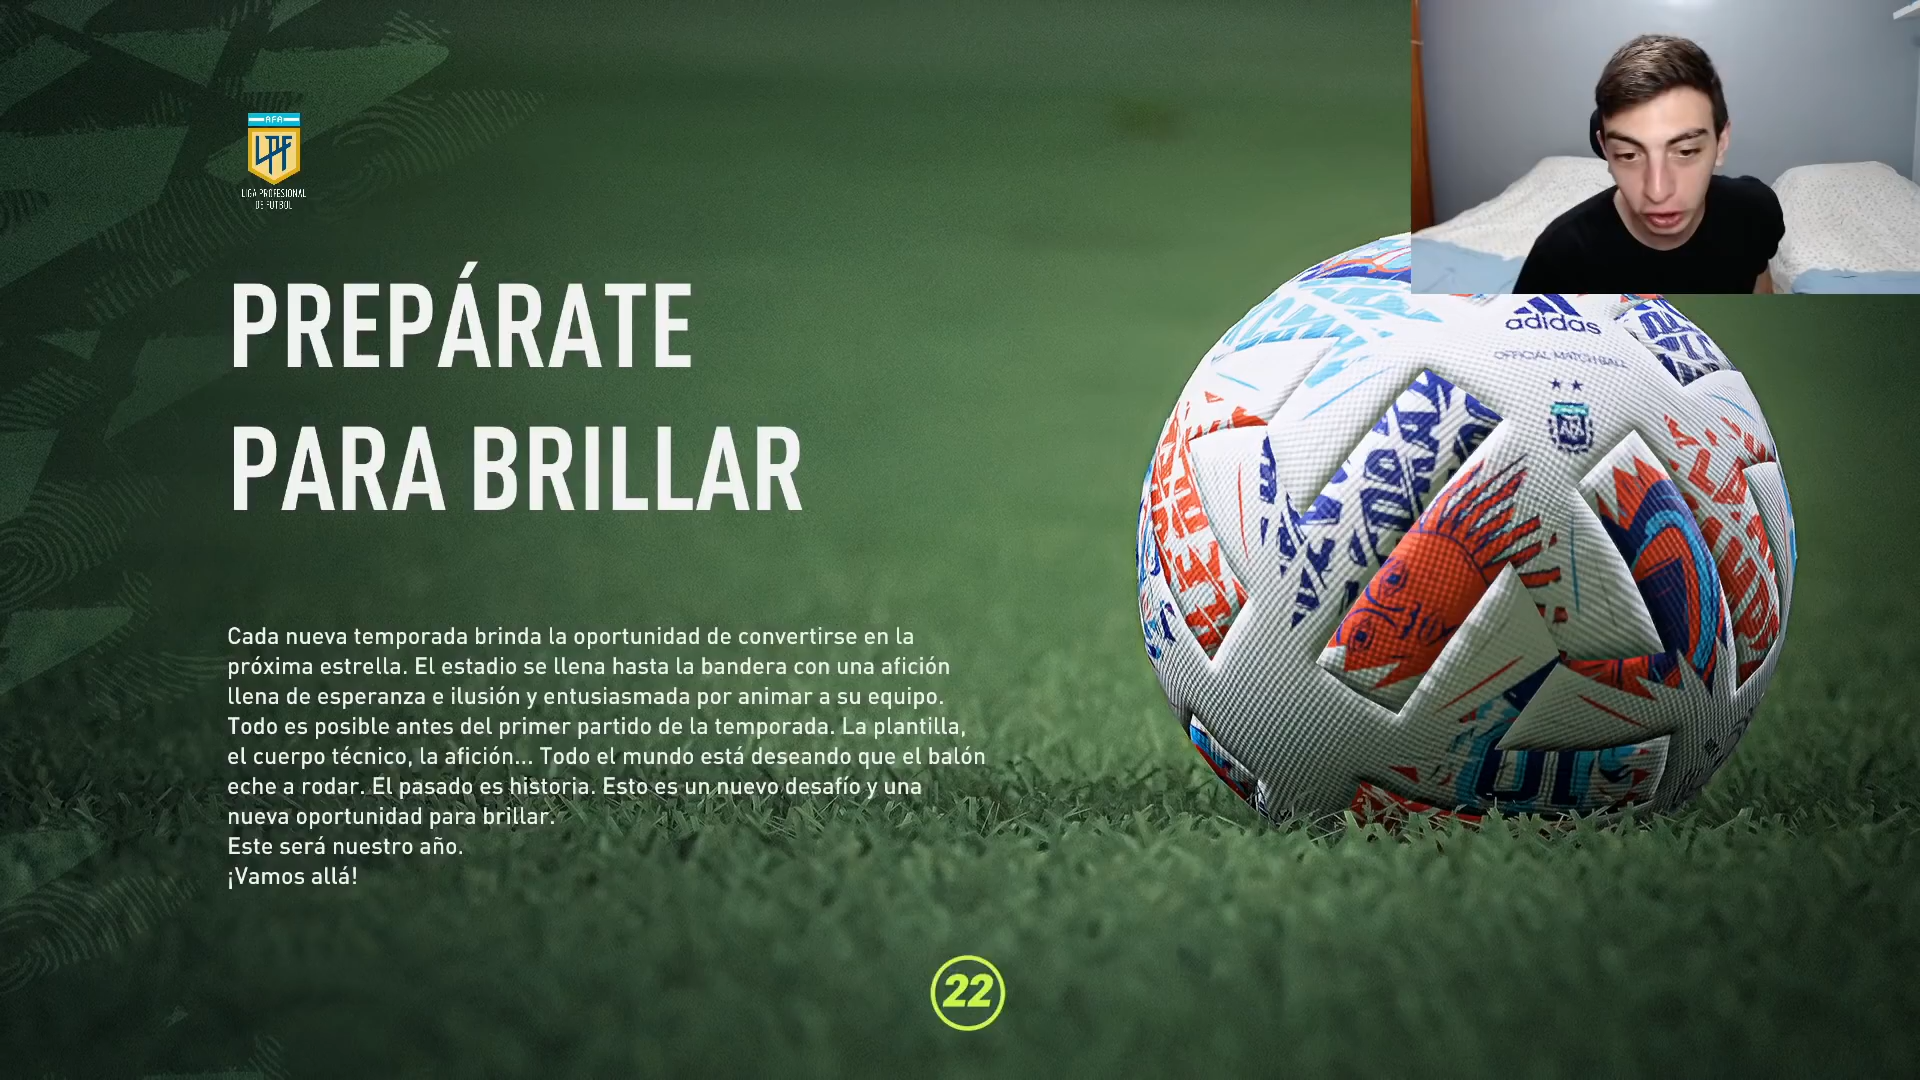 AFA
LPF
LIGA PROFESIONAL
DE FUTBOL
PREPÁRATE
PARA BRILLAR
adidas
OFFICIAL MATCH BALL
AFA
10
Cada nueva temporada brinda la oportunidad de convertirse en la
próxima estrella. El estadio se llena hasta la bandera con una afición
llena de esperanza e ilusión y entusiasmada por animar a su equipo.
Todo es posible antes del primer partido de la temporada. La plantilla,
el cuerpo técnico, la afición... Todo el mundo está deseando que el balón
eche a rodar. El pasado es historia. Esto es un nuevo desafío y una
nueva oportunidad para brillar.
Este será nuestro año.
¡Vamos allá!
22